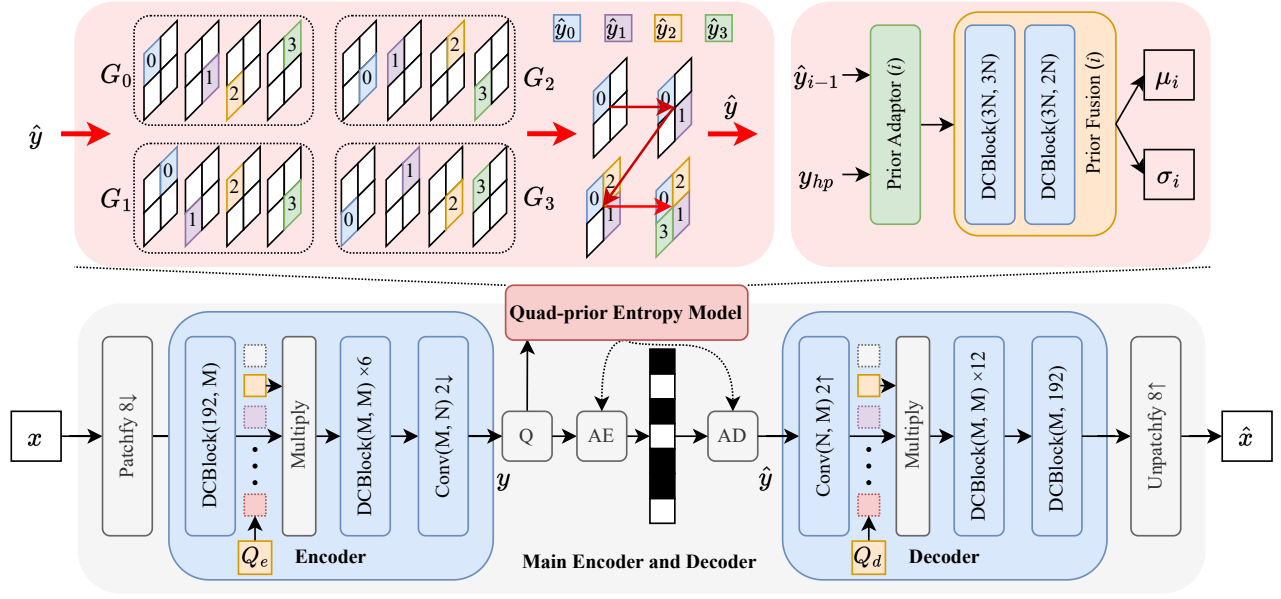 ŷ
G₀
0
1
2
3
0
1
2
3
G₂
G₁
0
1
2
3
0
1
2
3
G₃
ŷ₀ ŷ₁ ŷ₂ ŷ₃
0
0
1
0
2
1
0
2
1
3
ŷ
ŷᵢ₋₁
y_{hp}
Prior Adaptor (i)
DCBlock(3N, 3N)
DCBlock(3N, 2N)
Prior Fusion (i)
μᵢ
σᵢ
Quad-prior Entropy Model
x
Patchfy 8↓
DCBlock(192, M)
Qₑ
Multiply
DCBlock(M, M) ×6
Conv(M, N) 2↓
Encoder
y
Q
AE
AD
ŷ
Main Encoder and Decoder
Conv(N, M) 2↑
Q_d
Multiply
DCBlock(M, M) ×12
DCBlock(M, 192)
Decoder
Unpatchfy 8↑
x̂